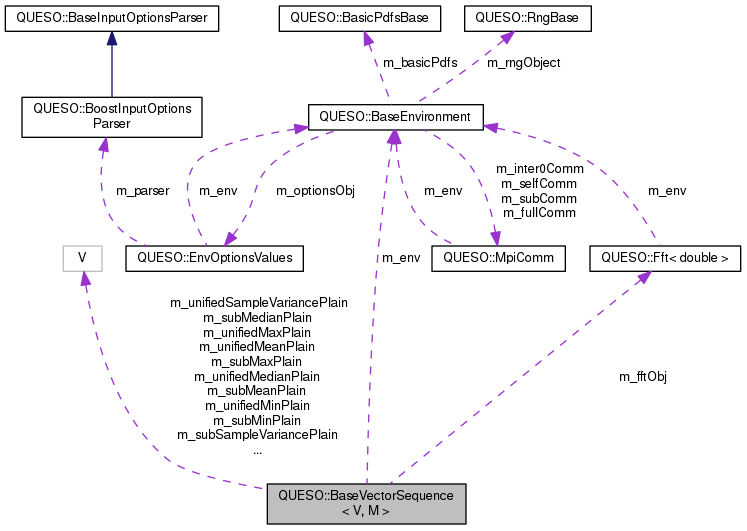 QUESO::BaseInputOptionsParser
QUESO::BasicPdfsBase
QUESO::RngBase
m_basicPdfs
m_rngObject
QUESO::BoostInputOptions
Parser
QUESO::BaseEnvironment
m_parser
m_env
m_optionsObj
m_env
m_inter0Comm
m_selfComm
m_subComm
m_fullComm
m_env
V
QUESO::EnvOptionsValues
m_env
QUESO::MpiComm
QUESO::Fft< double >
m_unifiedSampleVariancePlain
m_subMedianPlain
m_unifiedMaxPlain
m_unifiedMeanPlain
m_subMaxPlain
m_unifiedMedianPlain
m_subMeanPlain
m_unifiedMinPlain
m_subMinPlain
m_subSampleVariancePlain
...
m_fftObj
QUESO::BaseVectorSequence
< V, M >